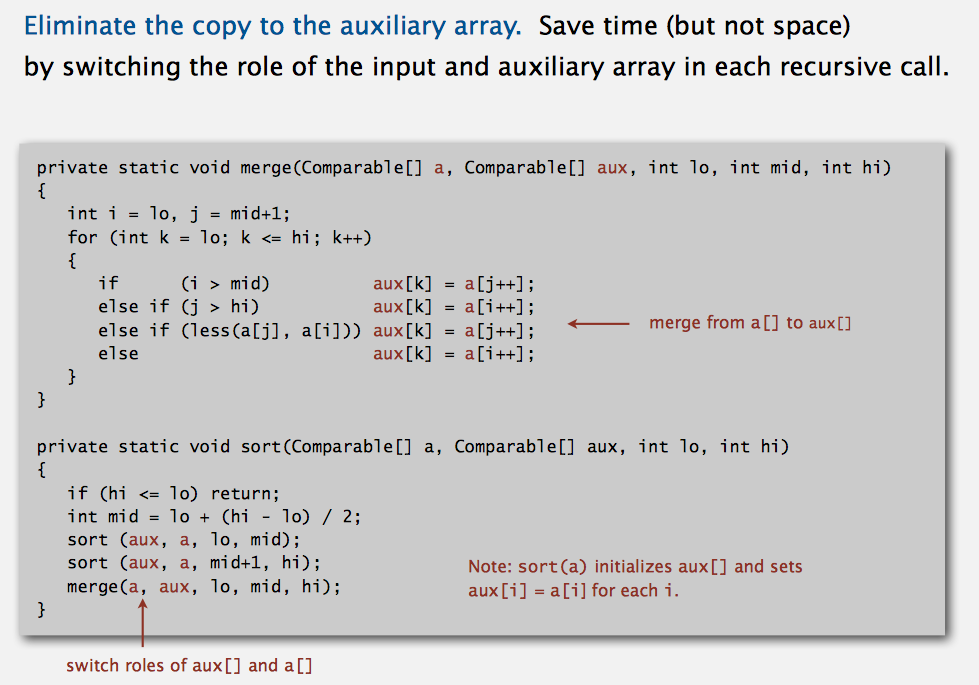 Eliminate the copy to the auxiliary array. Save time (but not space)
by switching the role of the input and auxiliary array in each recursive call.
private static void merge(Comparable[] a, Comparable[] aux, int lo, int mid, int hi)
{
   int i = lo, j = mid+1;
   for (int k = lo; k <= hi; k++)
   {
      if      (i > mid)          aux[k] = a[j++];
      else if (j > hi)           aux[k] = a[i++];
      else if (less(a[j], a[i])) aux[k] = a[j++];
      else                       aux[k] = a[i++];
   }
}
merge from a[] to aux[]
private static void sort(Comparable[] a, Comparable[] aux, int lo, int hi)
{
   if (hi <= lo) return;
   int mid = lo + (hi - lo) / 2;
   sort (aux, a, lo, mid);
   sort (aux, a, mid+1, hi);
   merge(a, aux, lo, mid, hi);
}
Note: sort(a) initializes aux[] and sets
aux[i] = a[i] for each i.
switch roles of aux[] and a[]